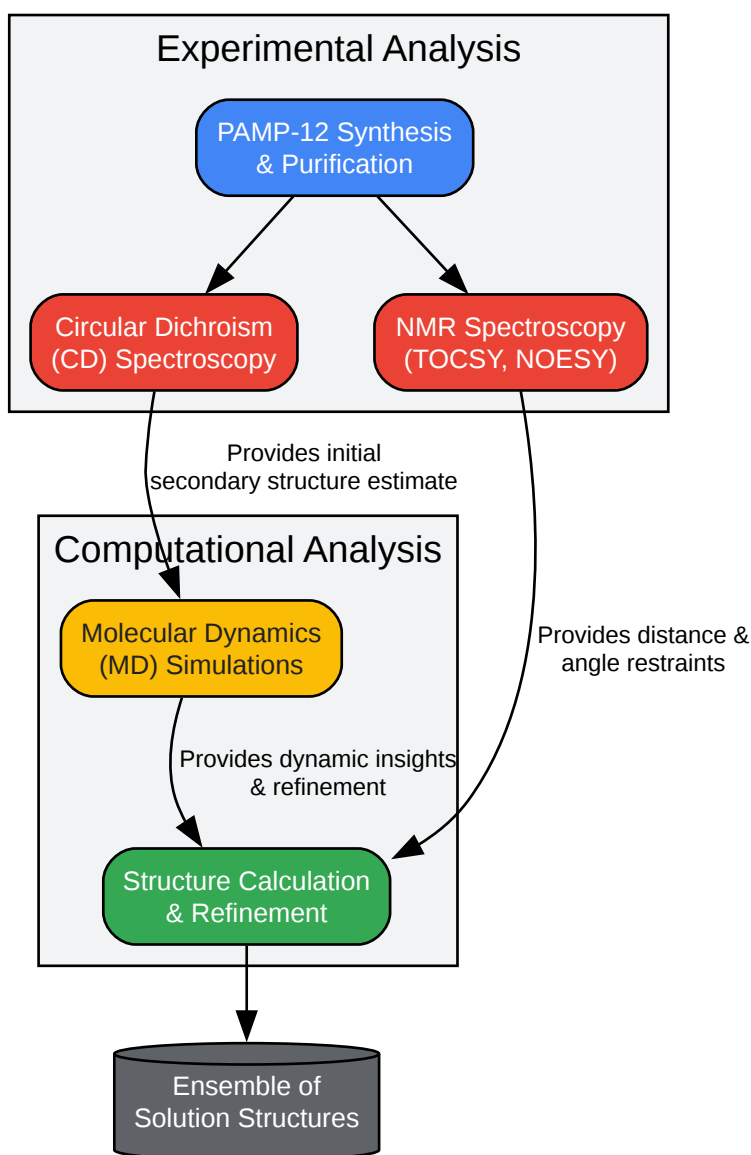 Experimental Analysis
PAMP-12 Synthesis
& Purification
Circular Dichroism
(CD) Spectroscopy
NMR Spectroscopy
(TOCSY, NOESY)
Provides initial
secondary structure estimate
Computational Analysis
Molecular Dynamics
(MD) Simulations
Provides distance &
angle restraints
Provides dynamic insights
& refinement
Structure Calculation
& Refinement
Ensemble of
Solution Structures